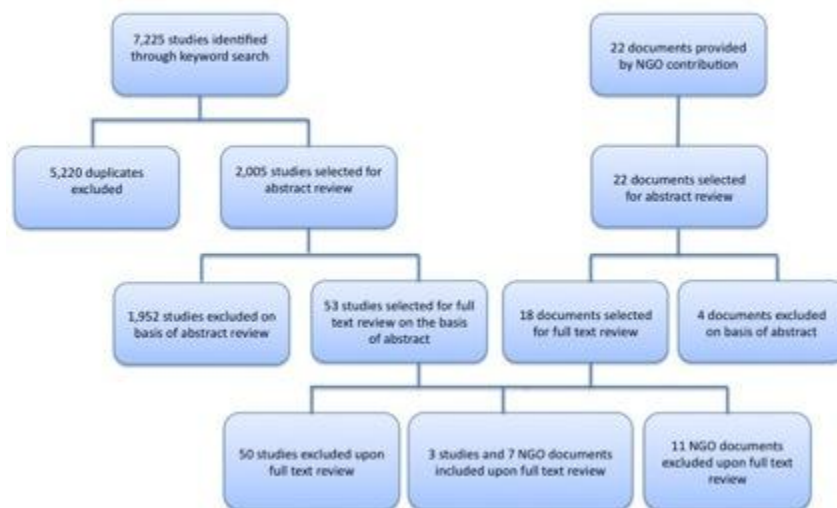 7,225 studies identified
through keyword search
22 documents provided
by NGO contribution
5,220 duplicates
excluded
2,005 studies selected for
abstract review
22 documents selected
for abstract review
1,952 studies excluded on
basis of abstract review
53 studies selected for full
text review on the basis
of abstract
18 documents selected
for full text review
4 documents excluded
on basis of abstract
50 studies excluded upon
full text review
3 studies and 7 NGO documents
included upon full text review
11 NGO documents
excluded upon full text
review